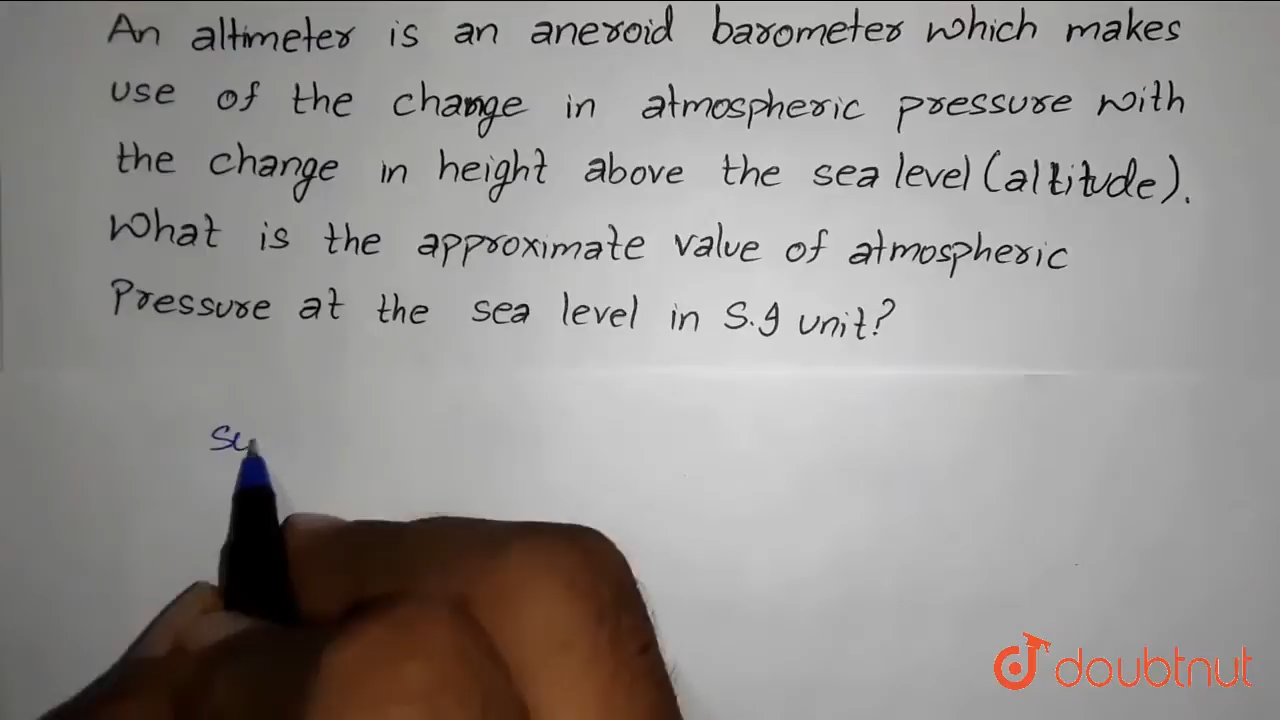 An altimeter is an aneroid barometer which makes
use of the change in atmospheric pressure with
the change in height above the sea level (altitude).
What is the approximate value of atmospheric
Pressure at the sea level in S.I unit?
doubtnut